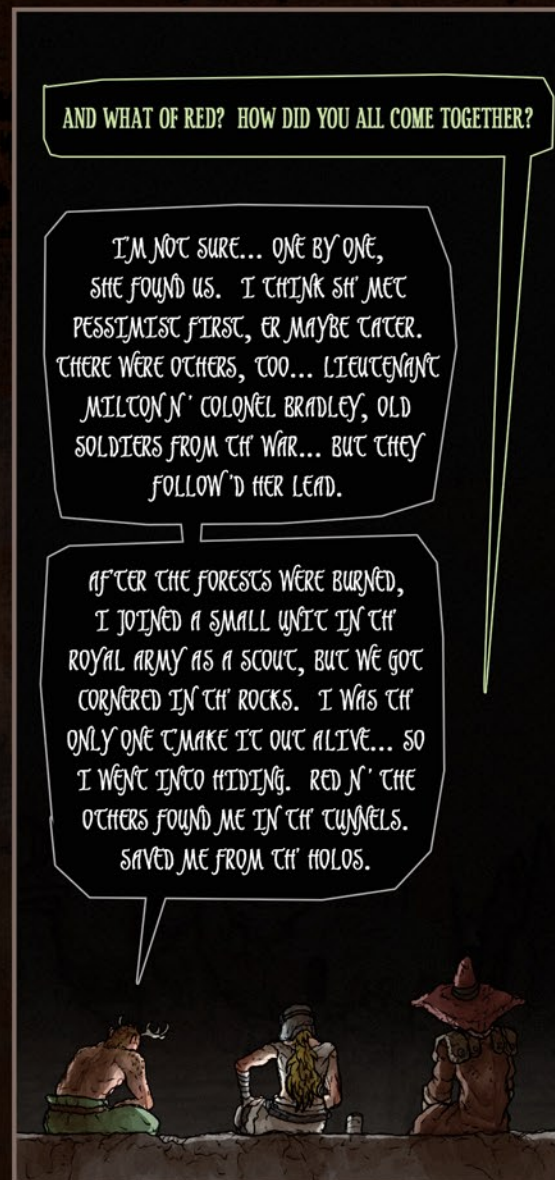 AND WHAT OF RED? HOW DID YOU ALL COME TOGETHER?
I'M NOT SURE... ONE BY ONE,
SHE FOUND US. I THINK SH' MET
PESSIMIST FIRST, ER MAYBE TATER.
THERE WERE OTHERS, TOO... LIEUTENANT
MILTON N' COLONEL BRADLEY, OLD
SOLDIERS FROM TH' WAR... BUT THEY
FOLLOW'D HER LEAD.
AFTER THE FORESTS WERE BURNED,
I JOINED A SMALL UNIT IN TH'
ROYAL ARMY AS A SCOUT, BUT WE GOT
CORNERED IN TH' ROCKS. I WAS TH'
ONLY ONE T'MAKE IT OUT ALIVE... SO
I WENT INTO HIDING. RED N' THE
OTHERS FOUND ME IN TH' TUNNELS.
SAVED ME FROM TH' HOLOS.